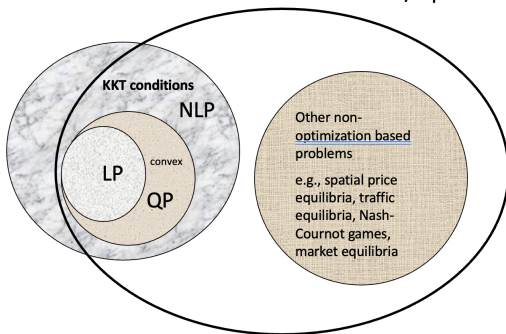 KKT conditions
NLP
convex
LP
QP
Other non-
optimization based
problems
e.g., spatial price
equilibria, traffic
equilibria, Nash-
Cournot games,
market equilibria